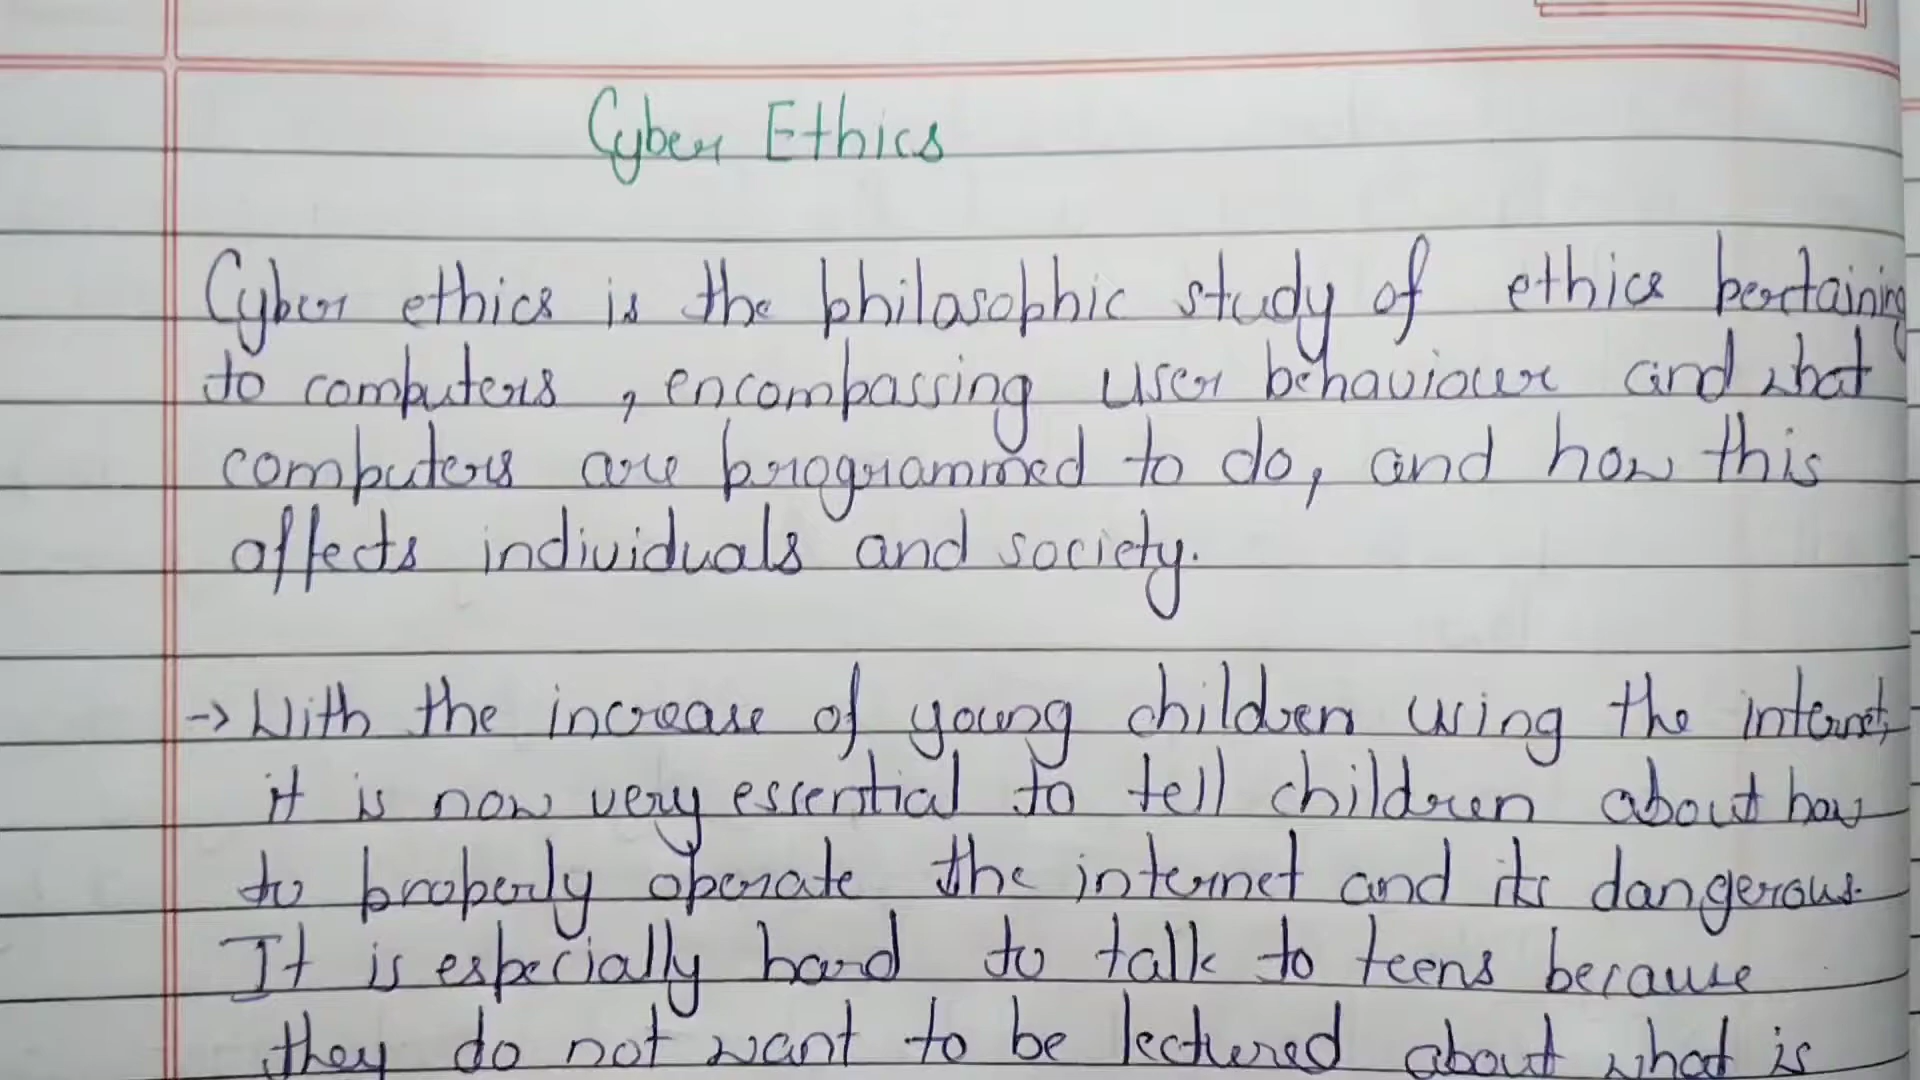 Cyber Ethics
Cyber ethics is the philosophic study of ethics pertaining
to computers, encompassing user behaviour and what
computers are programmed to do, and how this
affects individuals and society.
→ With the increase of young children using the internet,
it is now very essential to tell children about how
to properly operate the internet and its dangerous.
It is especially hard to talk to teens because
they do not want to be lectured about what is